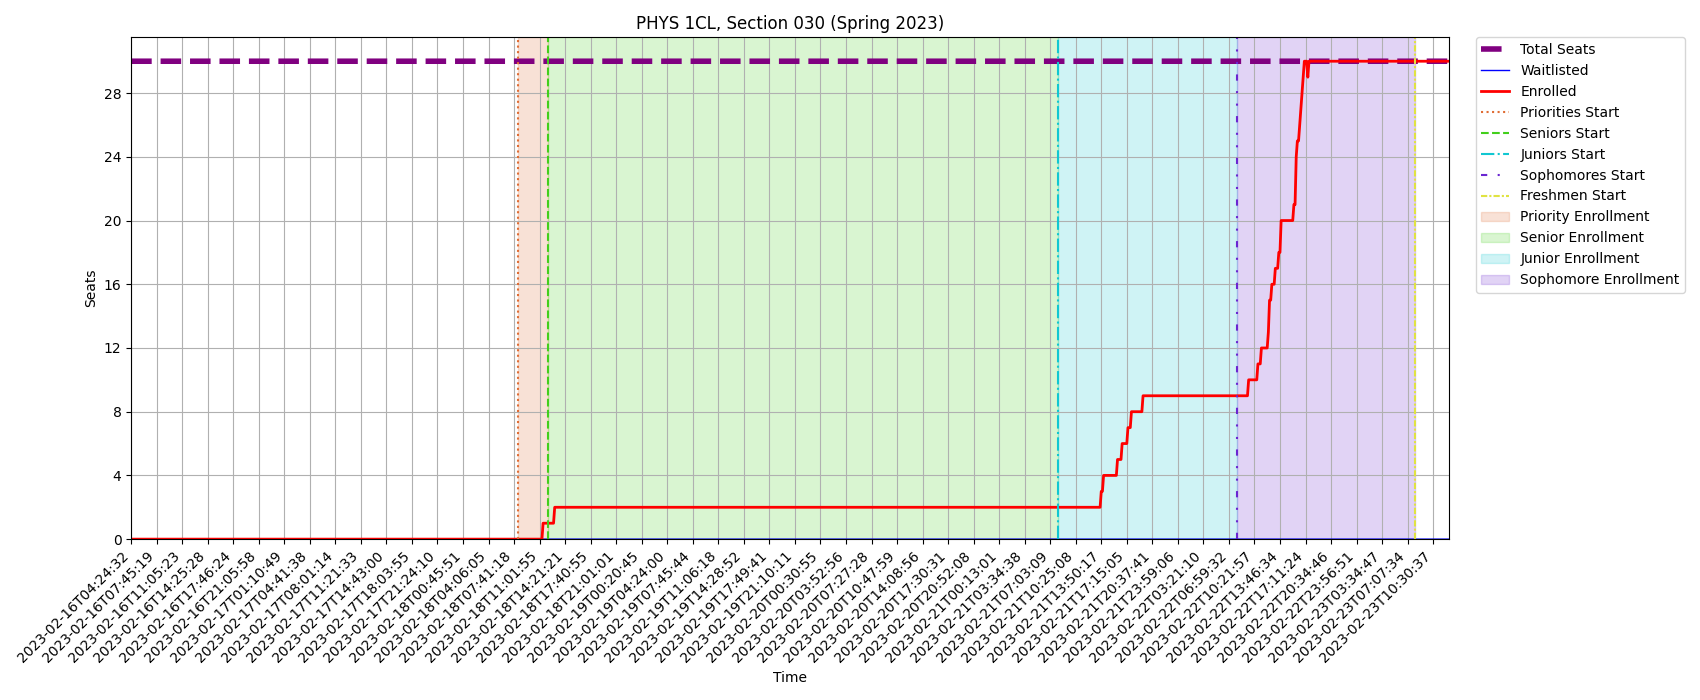 PHYS 1CL, Section 030 (Spring 2023)
Seats
28
24
20
16
12
8
4
0
2023-02-16T04:24:32
2023-02-16T07:45:19
2023-02-16T11:05:23
2023-02-16T14:25:28
2023-02-16T17:46:24
2023-02-16T21:05:58
2023-02-17T01:10:49
2023-02-17T04:41:38
2023-02-17T08:01:14
2023-02-17T11:21:33
2023-02-17T14:43:00
2023-02-17T18:03:55
2023-02-17T21:24:10
2023-02-18T00:45:51
2023-02-18T04:06:05
2023-02-18T07:41:18
2023-02-18T11:01:55
2023-02-18T14:21:21
2023-02-18T17:40:55
2023-02-18T21:01:01
2023-02-19T00:20:45
2023-02-19T04:24:00
2023-02-19T07:45:44
2023-02-19T11:06:18
2023-02-19T14:28:52
2023-02-19T17:49:41
2023-02-19T21:10:11
2023-02-20T00:30:55
2023-02-20T03:52:56
2023-02-20T07:27:28
2023-02-20T10:47:59
2023-02-20T14:08:56
2023-02-20T17:30:31
2023-02-20T20:52:08
2023-02-21T00:13:01
2023-02-21T03:34:38
2023-02-21T07:03:09
2023-02-21T10:25:08
2023-02-21T13:50:17
2023-02-21T17:15:05
2023-02-21T20:37:41
2023-02-21T23:59:06
2023-02-22T03:21:10
2023-02-22T06:59:32
2023-02-22T10:21:57
2023-02-22T13:46:34
2023-02-22T17:11:24
2023-02-22T20:34:46
2023-02-22T23:56:51
2023-02-23T03:34:47
2023-02-23T07:07:34
2023-02-23T10:30:37
Time
Total Seats
Waitlisted
Enrolled
Priorities Start
Seniors Start
Juniors Start
Sophomores Start
Freshmen Start
Priority Enrollment
Senior Enrollment
Junior Enrollment
Sophomore Enrollment